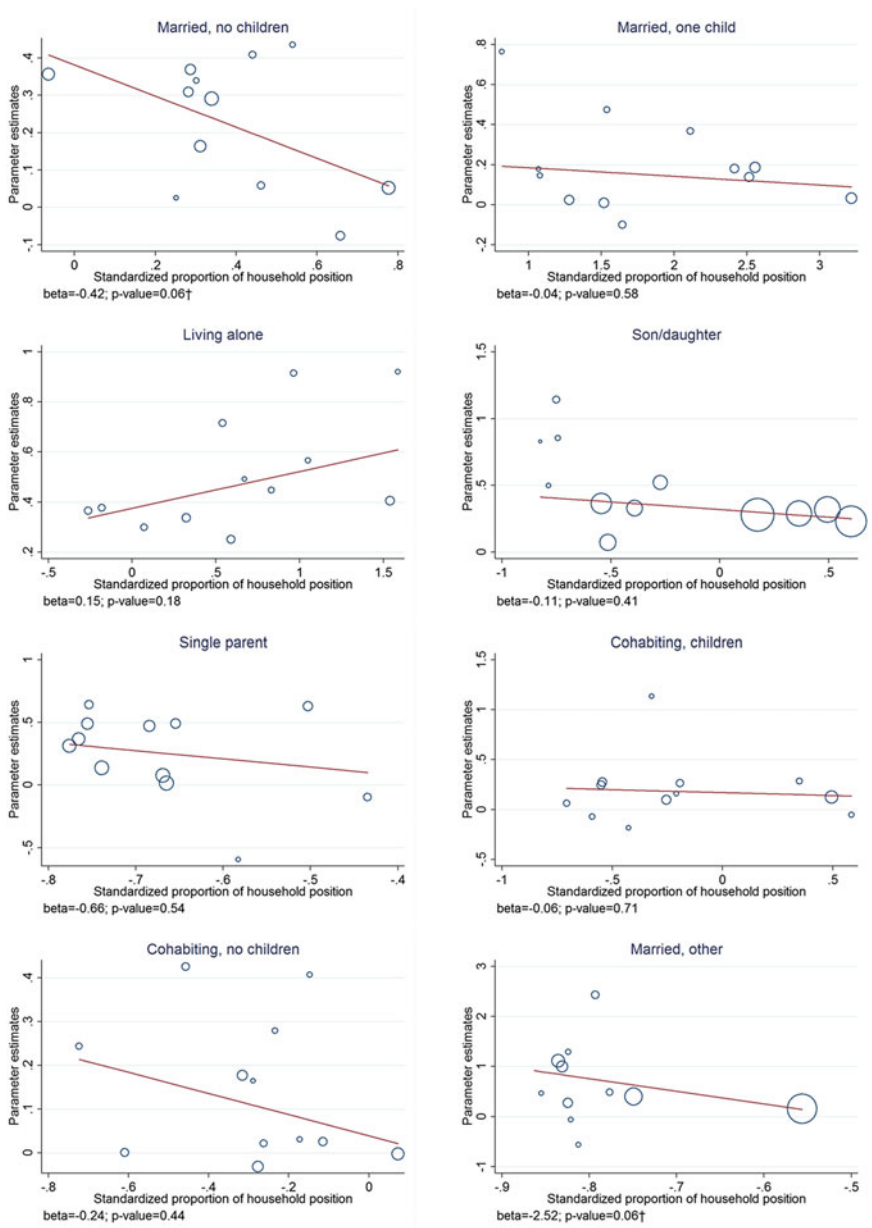 Married, no children
Parameter estimates
-.1 0 .1 .2 .3 .4
0 .2 .4 .6 .8
Standardized proportion of household position
beta=-0.42; p-value=0.06†
Married, one child
Parameter estimates
-.2 0 .2 .4 .6 .8
1 1.5 2 2.5 3
Standardized proportion of household position
beta=-0.04; p-value=0.58
Living alone
Parameter estimates
.2 .4 .6 .8 1
-.5 0 .5 1 1.5
Standardized proportion of household position
beta=0.15; p-value=0.18
Son/daughter
Parameter estimates
0 .5 1 1.5
-1 -.5 0 .5
Standardized proportion of household position
beta=-0.11; p-value=0.41
Single parent
Parameter estimates
-.5 0 .5 1
-.8 -.7 -.6 -.5 -.4
Standardized proportion of household position
beta=-0.66; p-value=0.54
Cohabiting, children
Parameter estimates
-.5 0 .5 1 1.5
-1 -.5 0 .5
Standardized proportion of household position
beta=-0.06; p-value=0.71
Cohabiting, no children
Parameter estimates
0 .1 .2 .3 .4
-.8 -.6 -.4 -.2 0
Standardized proportion of household position
beta=-0.24; p-value=0.44
Married, other
Parameter estimates
-1 0 1 2 3
-.9 -.8 -.7 -.6 -.5
Standardized proportion of household position
beta=-2.52; p-value=0.06†